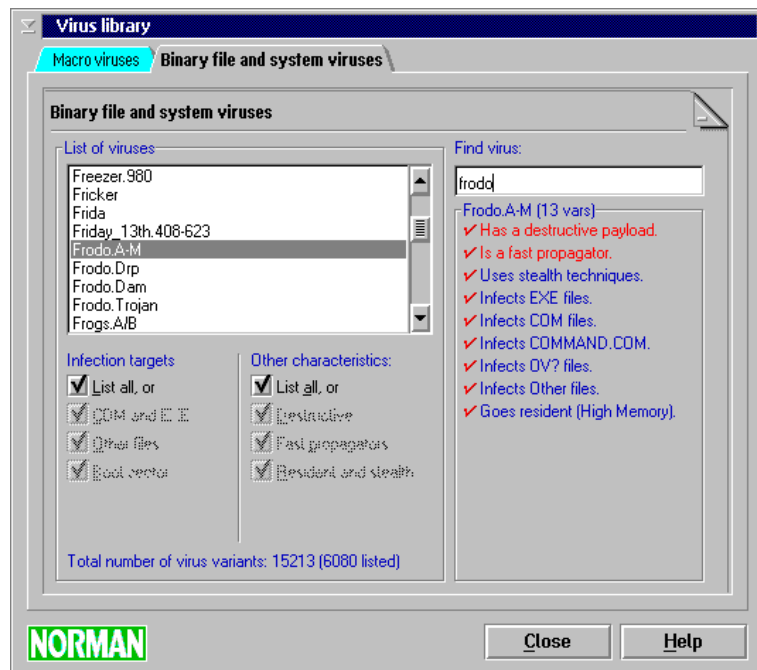 Virus library
Macro viruses
Binary file and system viruses
Binary file and system viruses
List of viruses
Freezer.980
Fricker
Frida
Friday_13th.408-623
Frodo.A-M
Frodo.Drp
Frodo.Dam
Frodo.Trojan
Frogs.A/B
Infection targets
List all, or
COM and EXE
Other files
Boot sector
Other characteristics:
List all, or
Destructive
Fast propagators
Resident and stealth
Total number of virus variants: 15213 (6080 listed)
Find virus:
frodo
Frodo.A-M (13 vars)
Has a destructive payload.
Is a fast propagator.
Uses stealth techniques.
Infects EXE files.
Infects COM files.
Infects COMMAND.COM.
Infects OV? files.
Infects Other files.
Goes resident (High Memory).
NORMAN
Close
Help